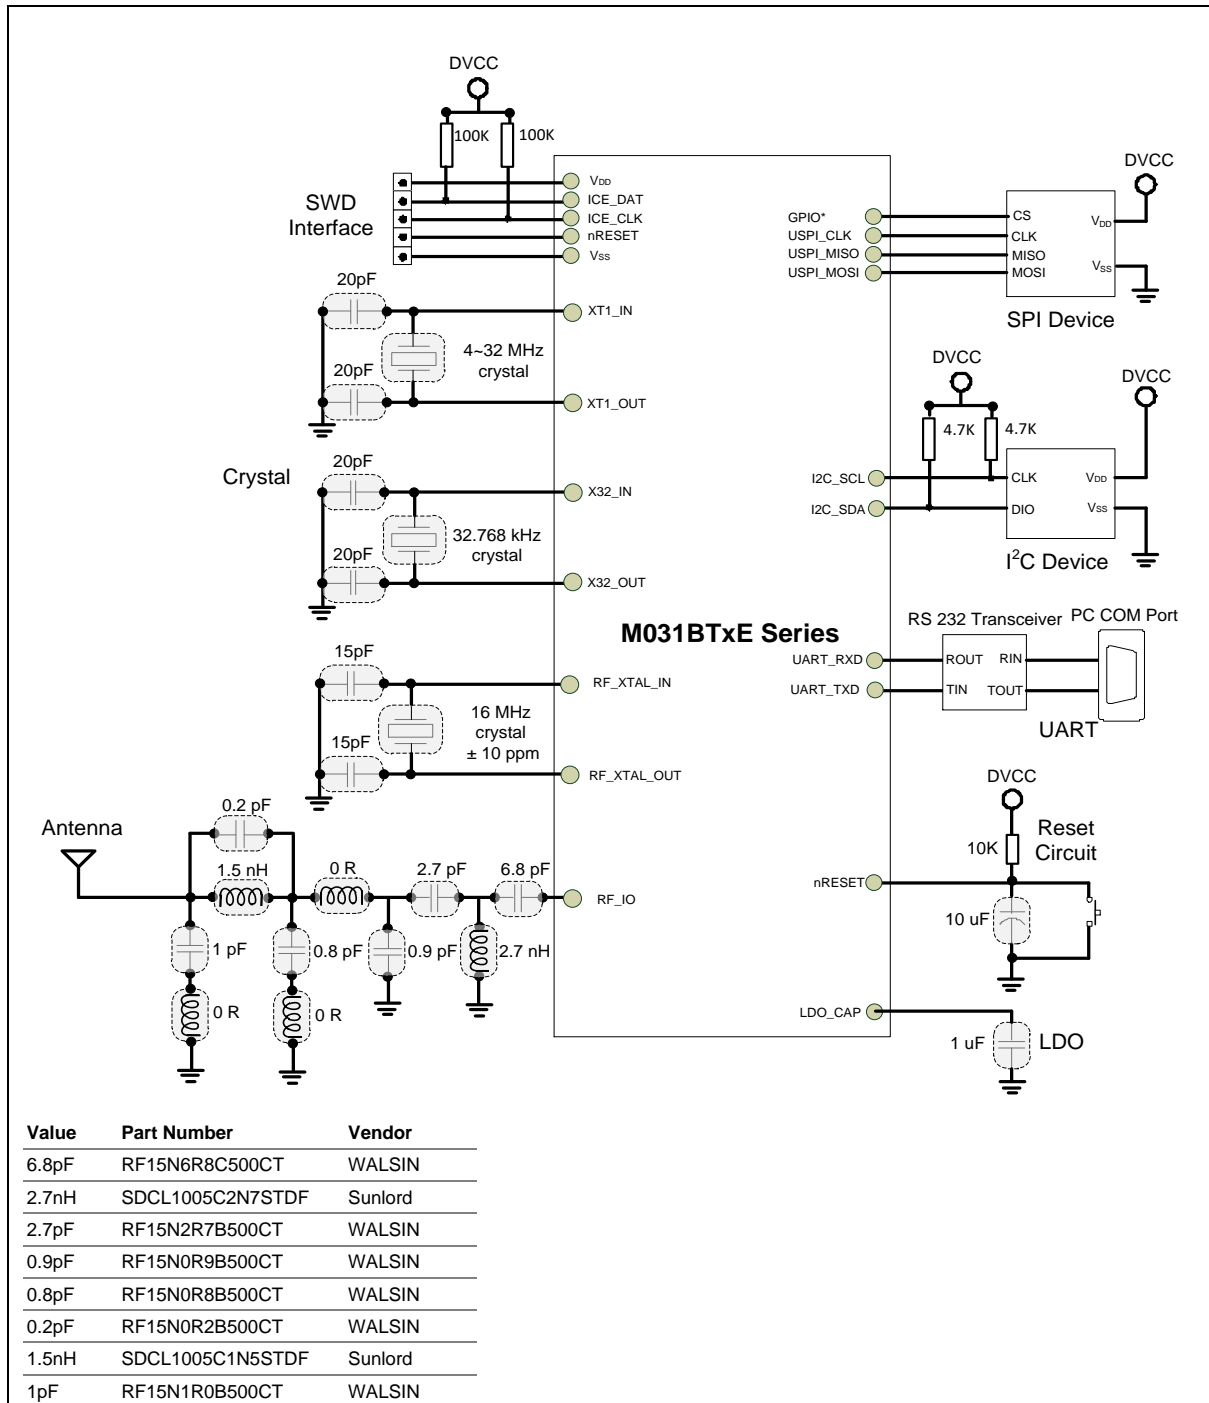 DVCC
100K 100K
SWD
Interface
VDD
ICE_DAT
ICE_CLK
nRESET
VSS
20pF
XT1_IN
4~32 MHz
crystal
20pF
XT1_OUT
Crystal
20pF
X32_IN
32.768 kHz
crystal
20pF
X32_OUT
15pF
RF_XTAL_IN
16 MHz
crystal
± 10 ppm
15pF
RF_XTAL_OUT
Antenna
0.2 pF
1.5 nH
0 R
2.7 pF
6.8 pF
RF_IO
1 pF
0.8 pF
0.9 pF
2.7 nH
0 R
0 R
M031BTxE Series
GPIO*
USPI_CLK
USPI_MISO
USPI_MOSI
CS
CLK
MISO
MOSI
DVCC
VDD
VSS
SPI Device
DVCC
4.7K 4.7K
DVCC
I2C_SCL
I2C_SDA
CLK
DIO
VDD
VSS
I2C Device
RS 232 Transceiver
PC COM Port
UART_RXD
UART_TXD
ROUT RIN
TIN TOUT
UART
DVCC
10K
Reset
Circuit
nRESET
10 uF
LDO_CAP
1 uF
LDO
Value Part Number Vendor
6.8pF RF15N6R8C500CT WALSIN
2.7nH SDCL1005C2N7STDF Sunlord
2.7pF RF15N2R7B500CT WALSIN
0.9pF RF15N0R9B500CT WALSIN
0.8pF RF15N0R8B500CT WALSIN
0.2pF RF15N0R2B500CT WALSIN
1.5nH SDCL1005C1N5STDF Sunlord
1pF RF15N1R0B500CT WALSIN